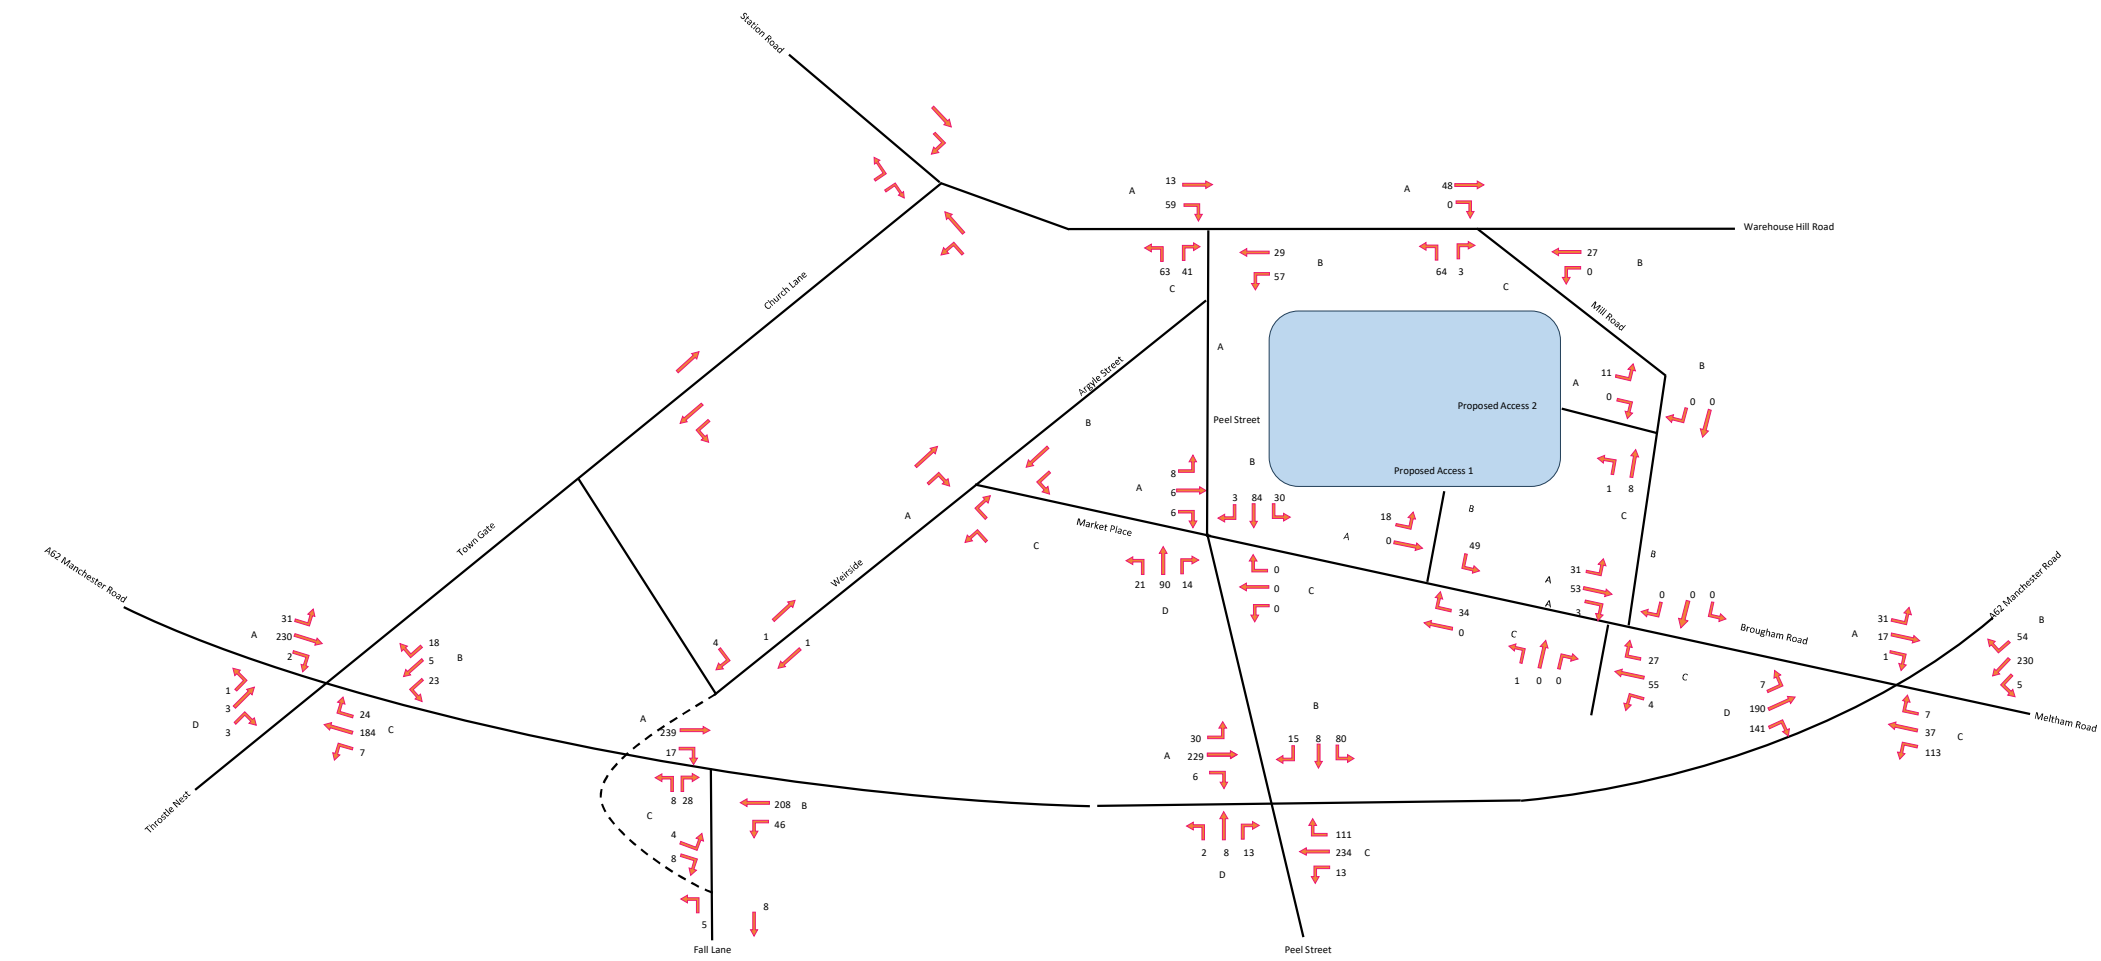 Station Road
13
A
59
A
48
0
Warehouse Hill Road
63 41
C
29
57
B
64 3
C
27
0
B
Church Lane
Mill Road
A
Argyle Street
B
Peel Street
Proposed Access 2
Proposed Access 1
A
11
0
B
0 0
1 8
C
B
A
8
6
6
B
3 84 30
A
Market Place
C
21 90 14
D
0
0
0
C
A
18
0
B
49
34
0
A
31
53
A
3
B
0 0 0
C
1 0 0
27
55
4
C
Brougham Road
A62 Manchester Road
Town Gate
Weirside
A62 Manchester Road
31
A
230
2
18
5
B
23
1
3
D
3
24
184
C
7
Throstle Nest
4
1
1
A
239
17
8 28
C
208
B
46
4
8
5
8
Fall Lane
30
A
229
6
B
15 8 80
2 8 13
D
111
234
C
13
Peel Street
7
190
D
141
31
A
17
1
B
54
230
5
7
37
C
113
Meltham Road